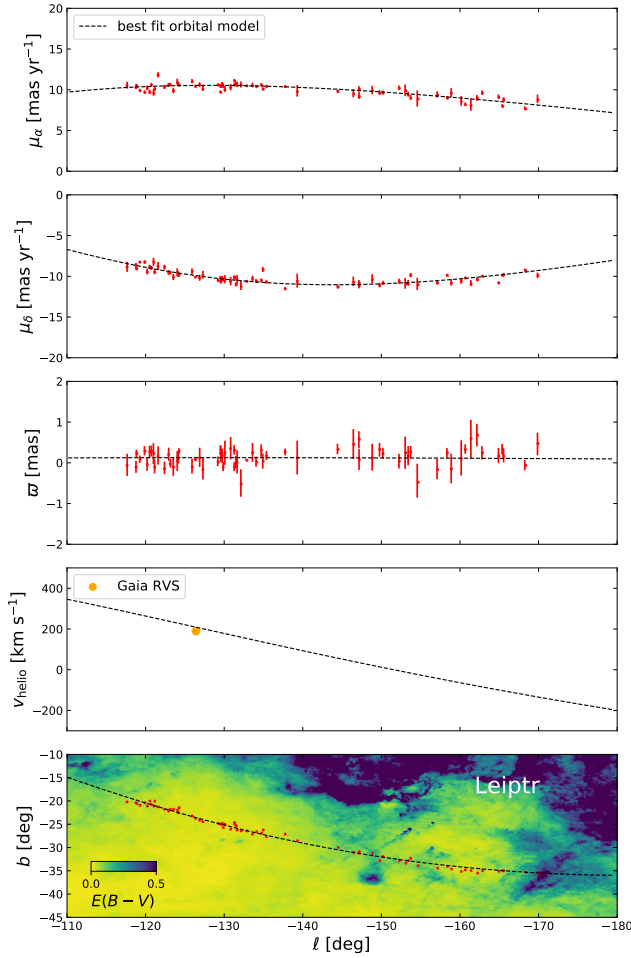 20
15
10
5
0
μα [mas yr⁻¹]
best fit orbital model
0
−5
−10
−15
−20
μδ [mas yr⁻¹]
2
1
0
−1
−2
ϖ [mas]
400
200
0
−200
v_helio [km s⁻¹]
Gaia RVS
−10
−15
−20
−25
−30
−35
−40
−45
b [deg]
Leiptr
0.0 0.5
E(B − V)
−110 −120 −130 −140 −150 −160 −170 −180
ℓ [deg]